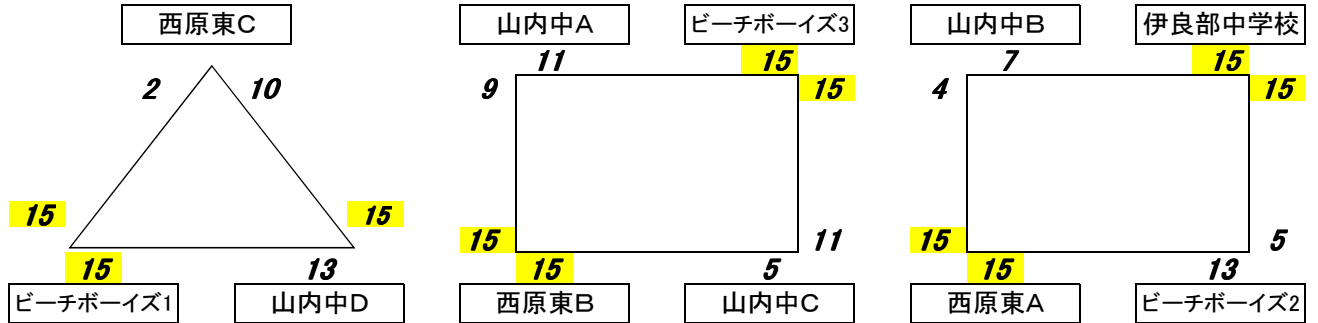 西原東C 山内中A ビーチボーイズ3 山内中B 伊良部中学校
11 15 7 15
2 10 9 15 4 15
15 15
15 11 15 5
15 13 15 5 15 13
ビーチボーイズ1 山内中D 西原東B 山内中C 西原東A ビーチボーイズ2